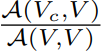 𝒜(V_c, V)
𝒜(V, V)